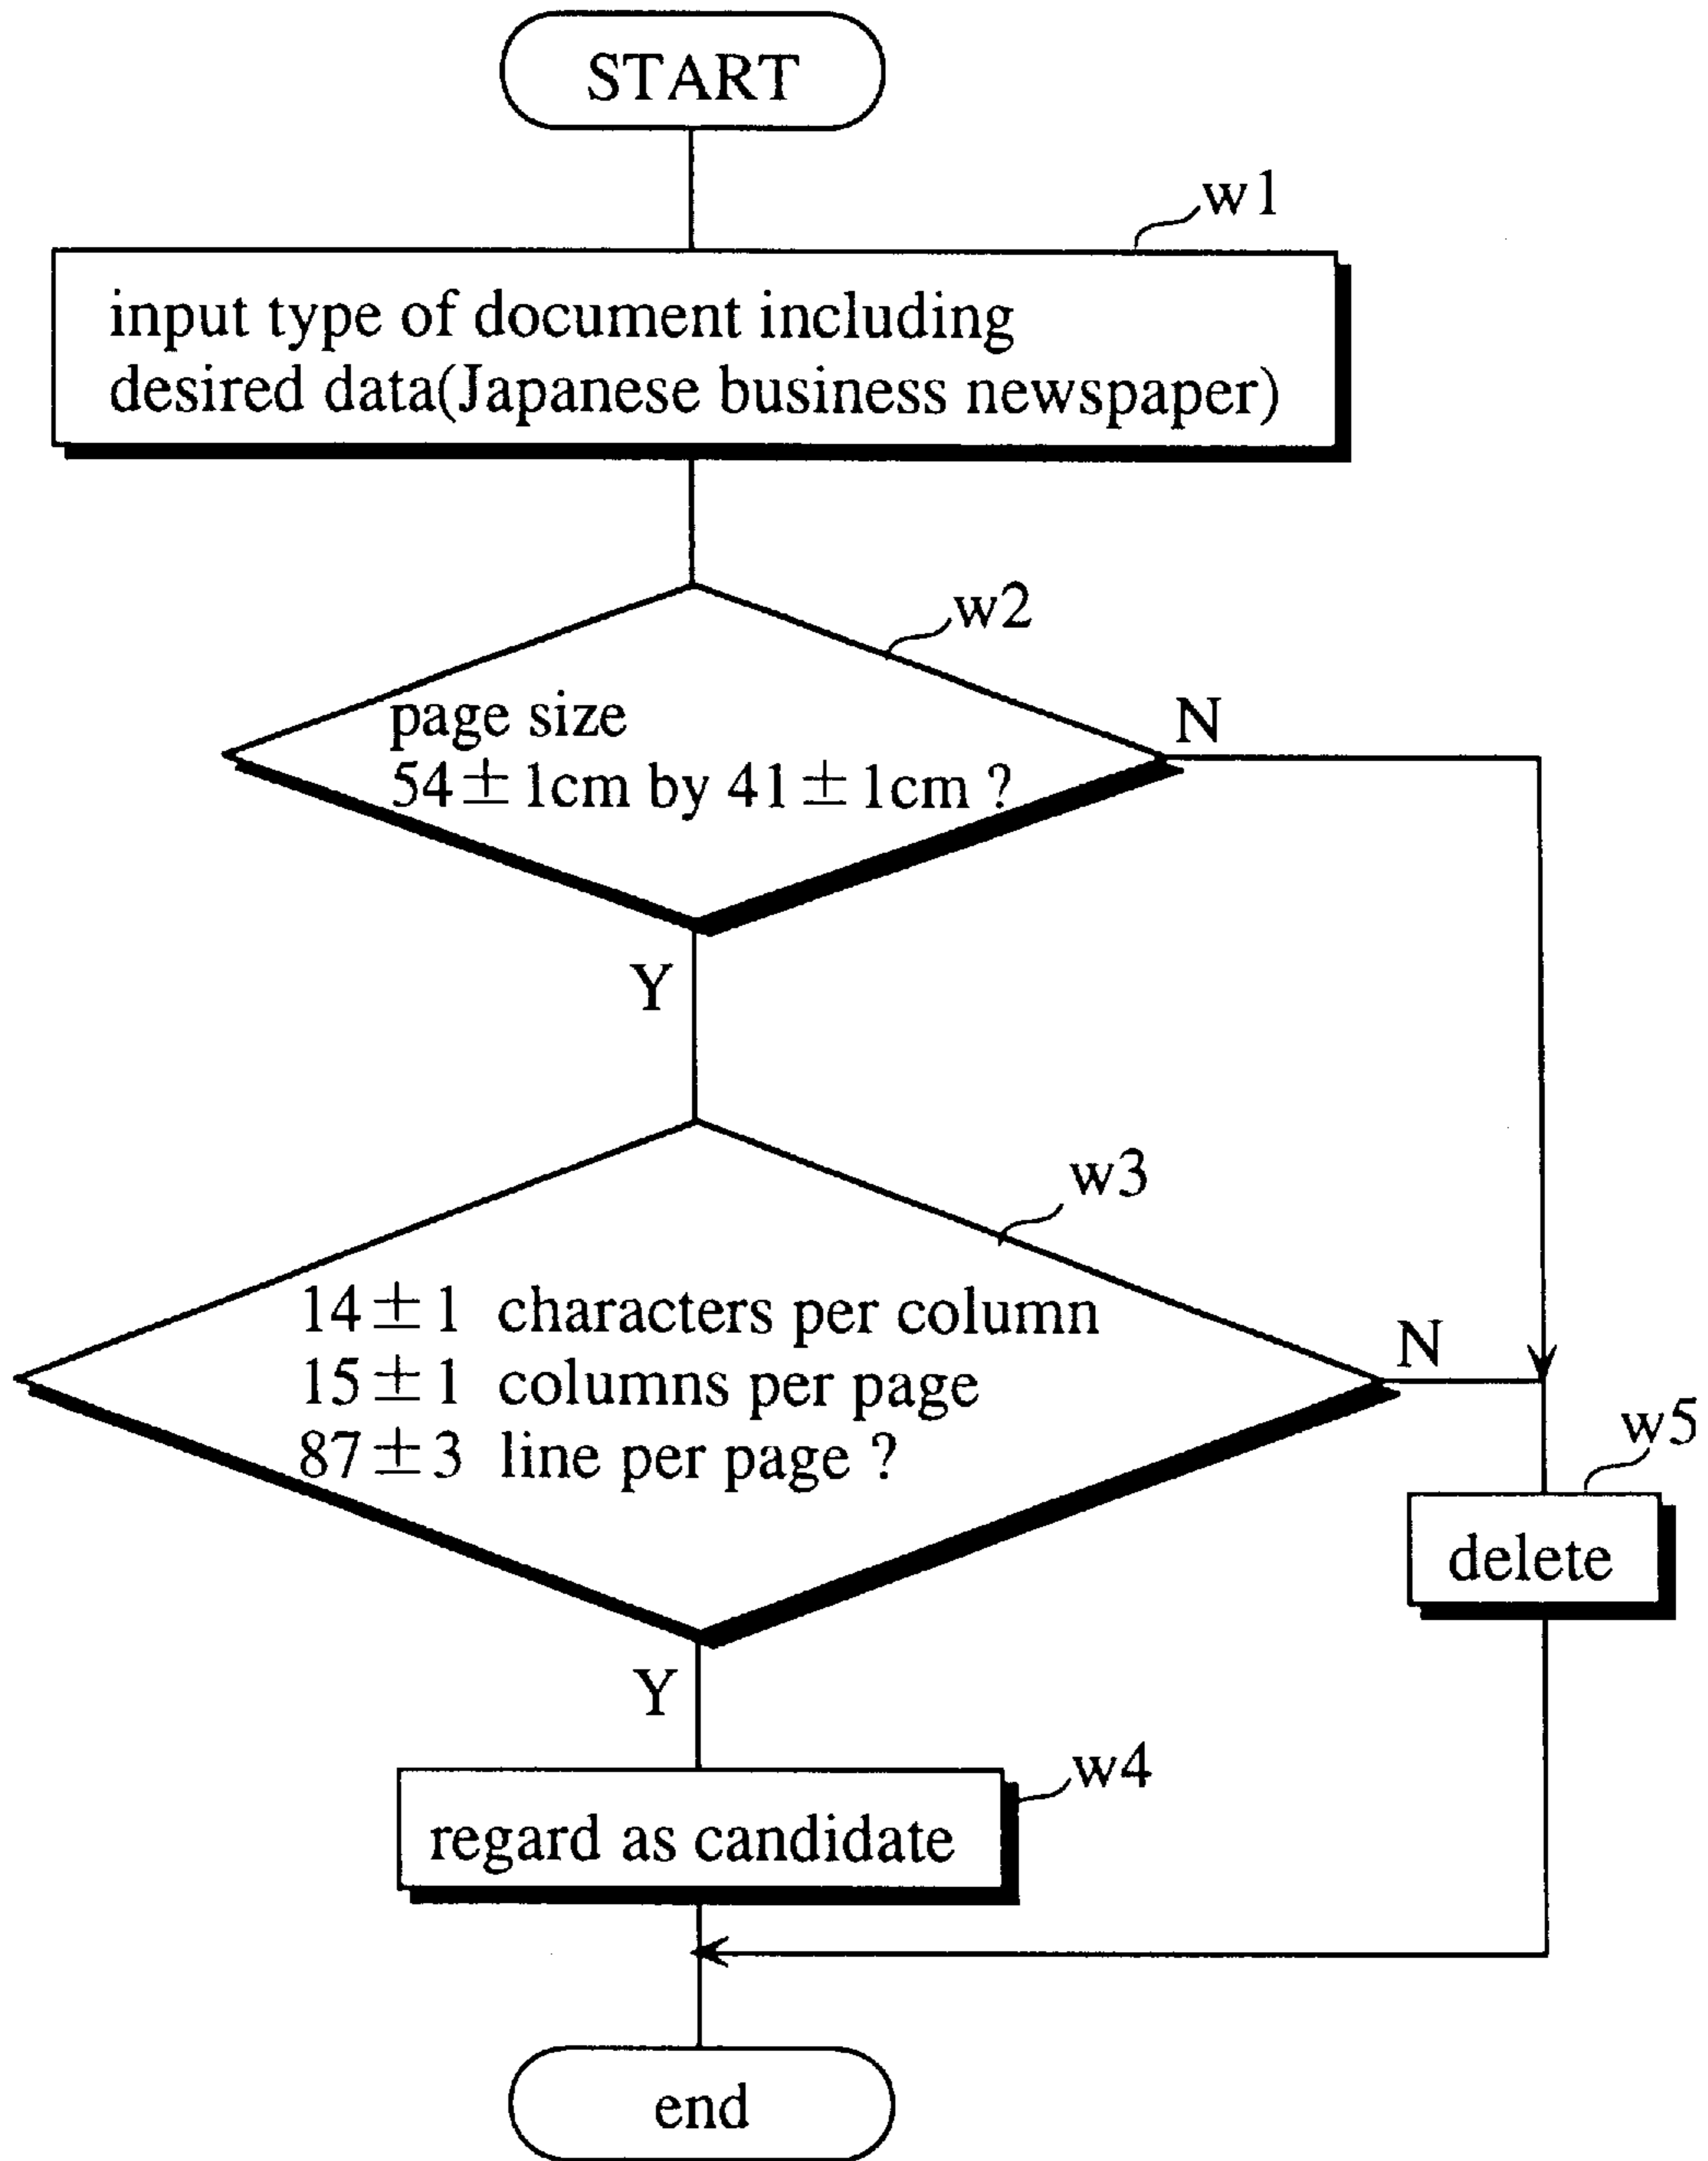 START
w1
input type of document including
desired data(Japanese business newspaper)
w2
page size
54±1cm by 41±1cm ?
N
Y
w3
14±1 characters per column
15±1 columns per page
87±3 line per page ?
N
w5
delete
Y
w4
regard as candidate
end